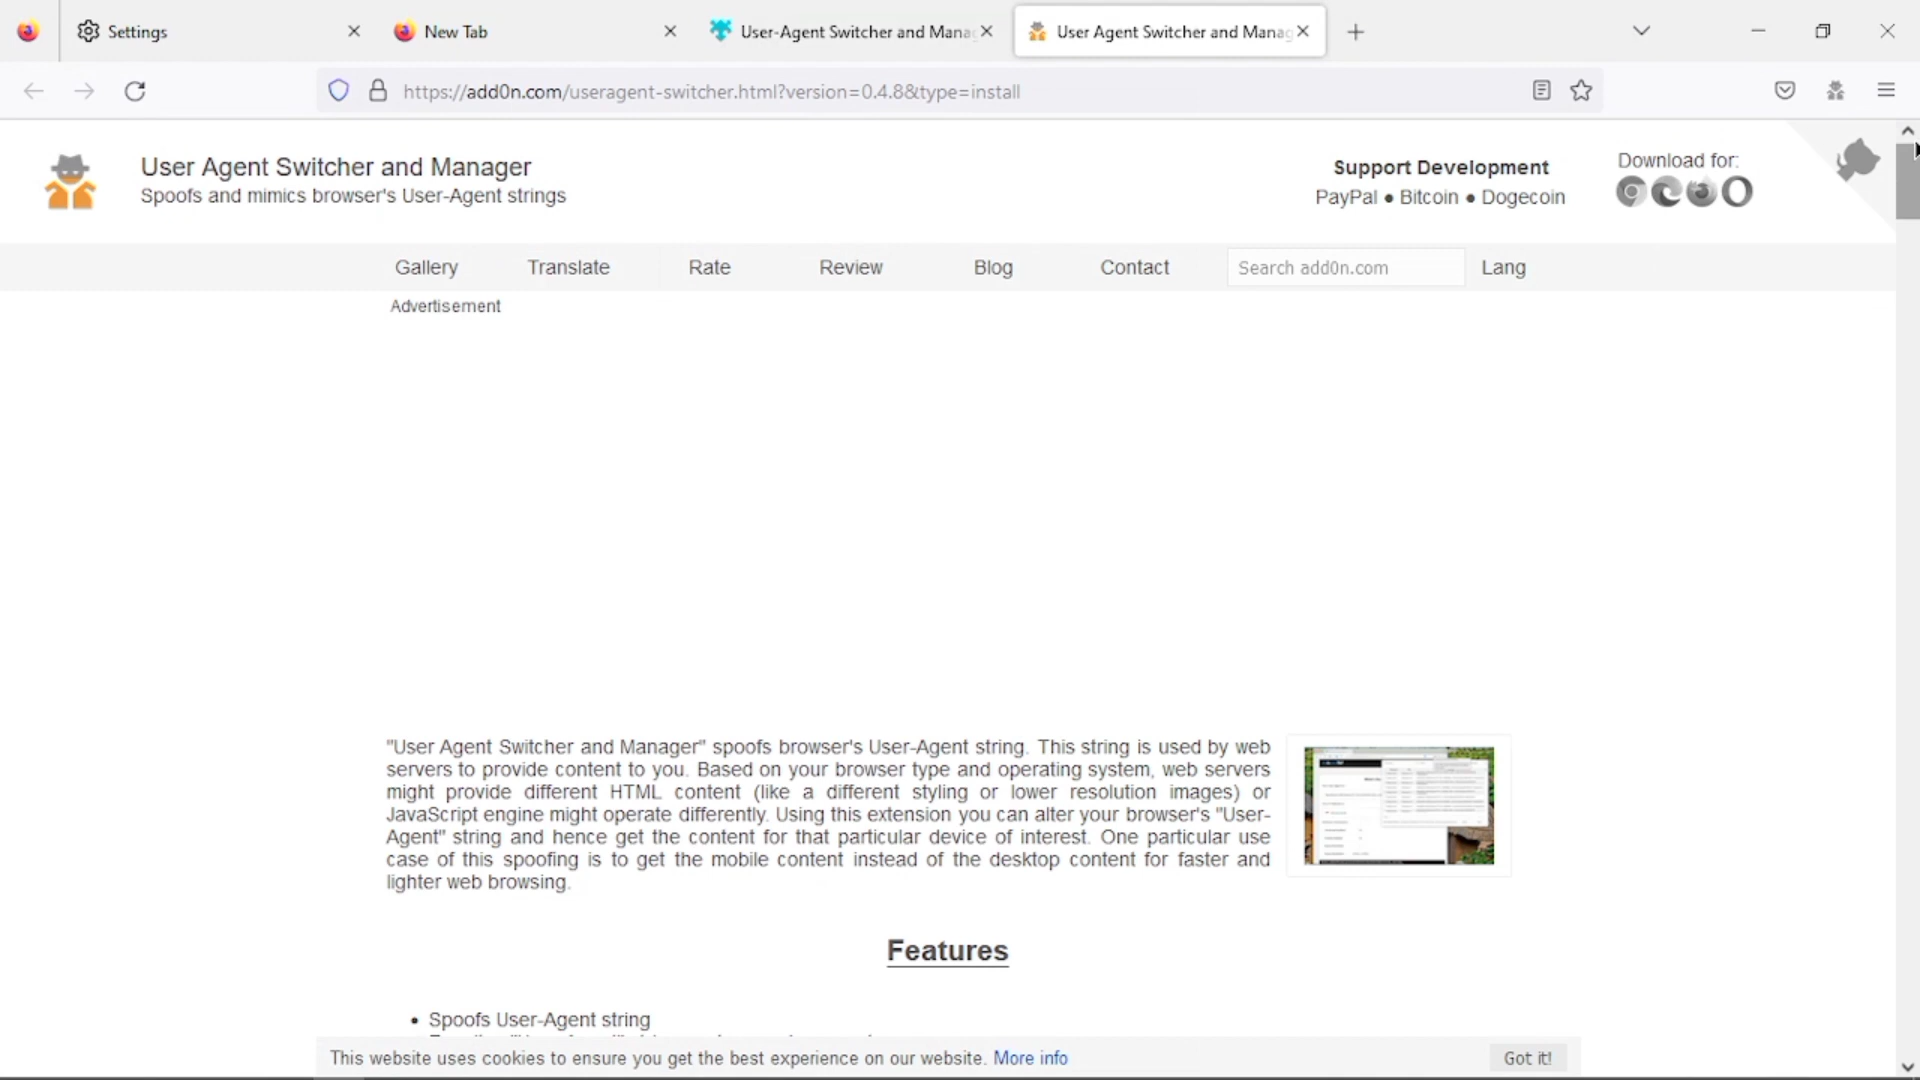 Settings
New Tab
User-Agent Switcher and Mana
User Agent Switcher and Manag
https://add0n.com/useragent-switcher.html?version=0.4.8&type=install
User Agent Switcher and Manager
Spoofs and mimics browser's User-Agent strings
Support Development
PayPal ● Bitcoin ● Dogecoin
Download for:
Gallery
Translate
Rate
Review
Blog
Contact
Search add0n.com
Lang
Advertisement
"User Agent Switcher and Manager" spoofs browser's User-Agent string. This string is used by web
servers to provide content to you. Based on your browser type and operating system, web servers
might provide different HTML content (like a different styling or lower resolution images) or
JavaScript engine might operate differently. Using this extension you can alter your browser's "User-
Agent" string and hence get the content for that particular device of interest. One particular use
case of this spoofing is to get the mobile content instead of the desktop content for faster and
lighter web browsing.
Features
• Spoofs User-Agent string
This website uses cookies to ensure you get the best experience on our website. More info
Got it!